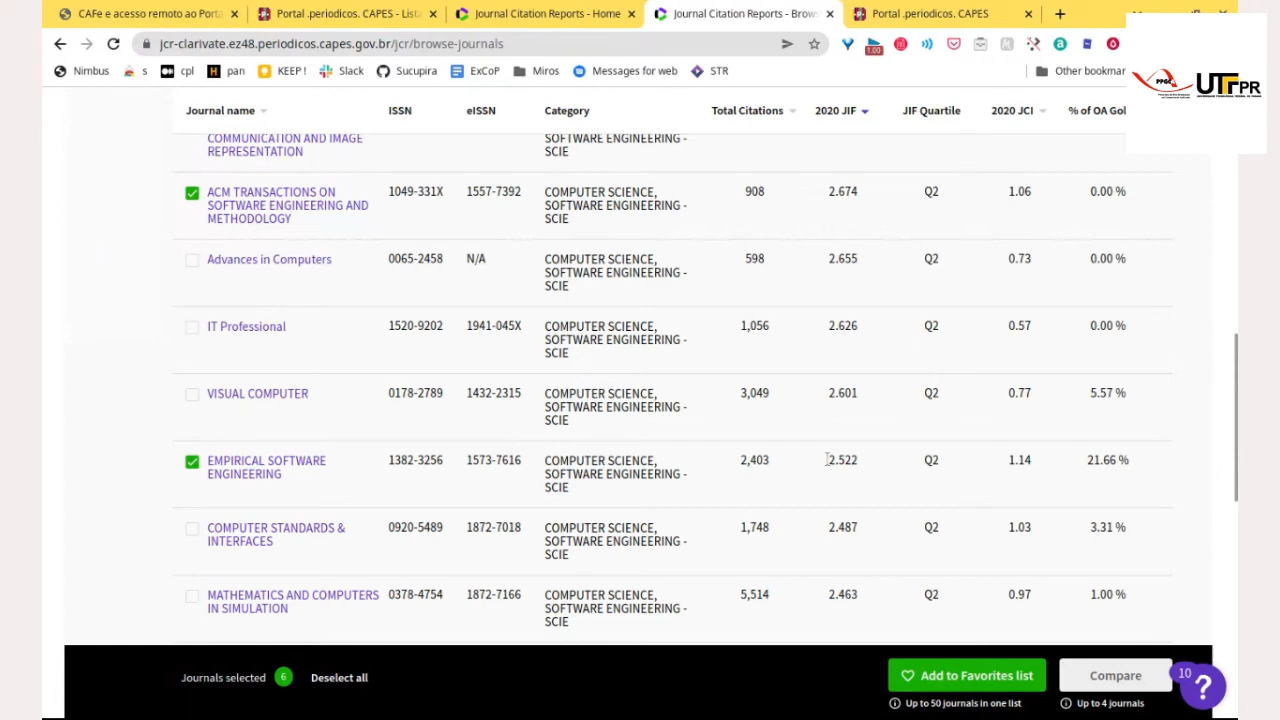 CAFe e acesso remoto ao Porta
Portal .periodicos. CAPES - Lista
Journal Citation Reports - Home
Journal Citation Reports - Brows
Portal .periodicos. CAPES
jcr-clarivate.ez48.periodicos.capes.gov.br/jcr/browse-journals
1.00
Nimbus
s
cpl
pan
KEEP !
Slack
Sucupira
ExCoP
Miros
Messages for web
STR
Other bookmar
PPGC
UTFPR
Journal name ISSN eISSN Category Total Citations 2020 JIF JIF Quartile 2020 JCI % of OA Gol
COMMUNICATION AND IMAGE SOFTWARE ENGINEERING -
REPRESENTATION SCIE
ACM TRANSACTIONS ON 1049-331X 1557-7392 COMPUTER SCIENCE, 908 2.674 Q2 1.06 0.00 %
SOFTWARE ENGINEERING AND SOFTWARE ENGINEERING -
METHODOLOGY SCIE
Advances in Computers 0065-2458 N/A COMPUTER SCIENCE, 598 2.655 Q2 0.73 0.00 %
SOFTWARE ENGINEERING -
SCIE
IT Professional 1520-9202 1941-045X COMPUTER SCIENCE, 1,056 2.626 Q2 0.57 0.00 %
SOFTWARE ENGINEERING -
SCIE
VISUAL COMPUTER 0178-2789 1432-2315 COMPUTER SCIENCE, 3,049 2.601 Q2 0.77 5.57 %
SOFTWARE ENGINEERING -
SCIE
EMPIRICAL SOFTWARE 1382-3256 1573-7616 COMPUTER SCIENCE, 2,403 2.522 Q2 1.14 21.66 %
ENGINEERING SOFTWARE ENGINEERING -
SCIE
COMPUTER STANDARDS & 0920-5489 1872-7018 COMPUTER SCIENCE, 1,748 2.487 Q2 1.03 3.31 %
INTERFACES SOFTWARE ENGINEERING -
SCIE
MATHEMATICS AND COMPUTERS 0378-4754 1872-7166 COMPUTER SCIENCE, 5,514 2.463 Q2 0.97 1.00 %
IN SIMULATION SOFTWARE ENGINEERING -
SCIE
Journals selected 6 Deselect all
Add to Favorites list
Compare
10
?
Up to 50 journals in one list
Up to 4 journals